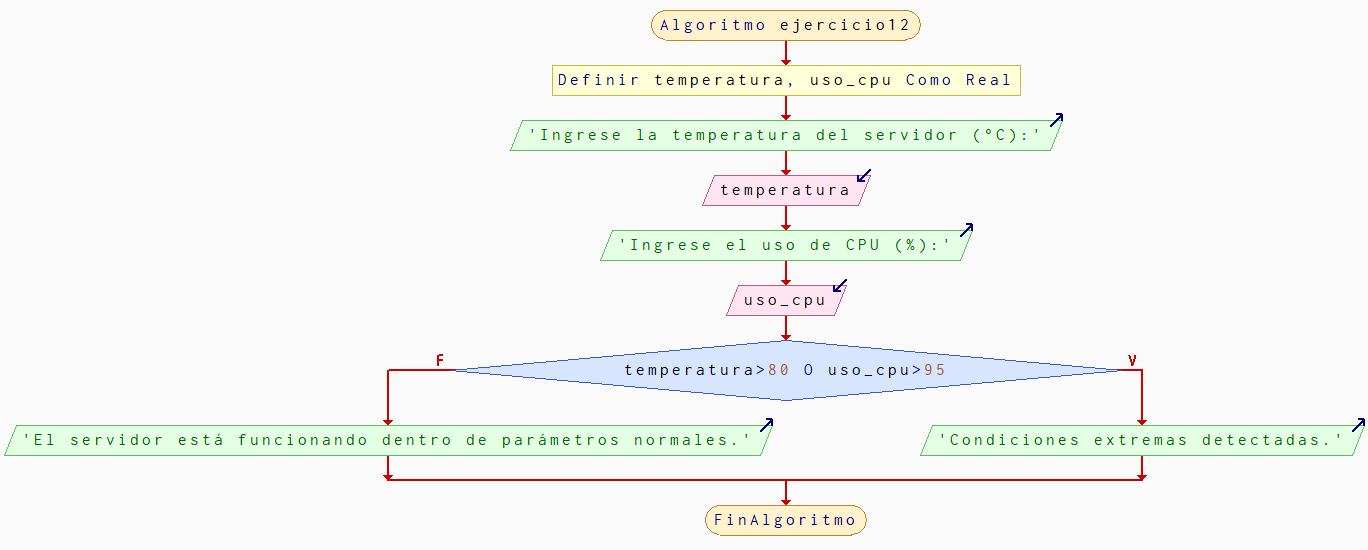 Algoritmo ejercicio12
Definir temperatura, uso_cpu Como Real
'Ingrese la temperatura del servidor (ºC):'
temperatura
'Ingrese el uso de CPU (%):'
uso_cpu
F
V
temperatura>80 O uso_cpu>95
'El servidor está funcionando dentro de parámetros normales.'
'Condiciones extremas detectadas.'
FinAlgoritmo